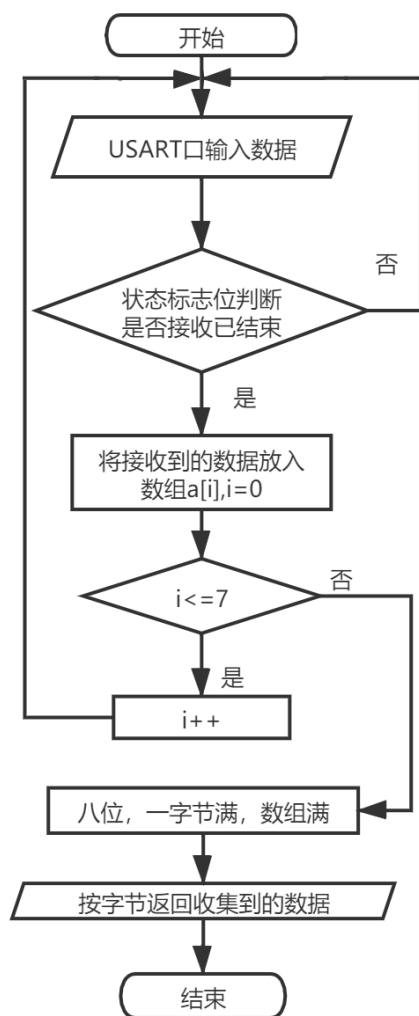 开始
USART口输入数据
否
状态标志位判断
是否接收已结束
是
将接收到的数据放入
数组a[i],i=0
否
i<=7
是
i++
八位，一字节满，数组满
按字节返回收集到的数据
结束